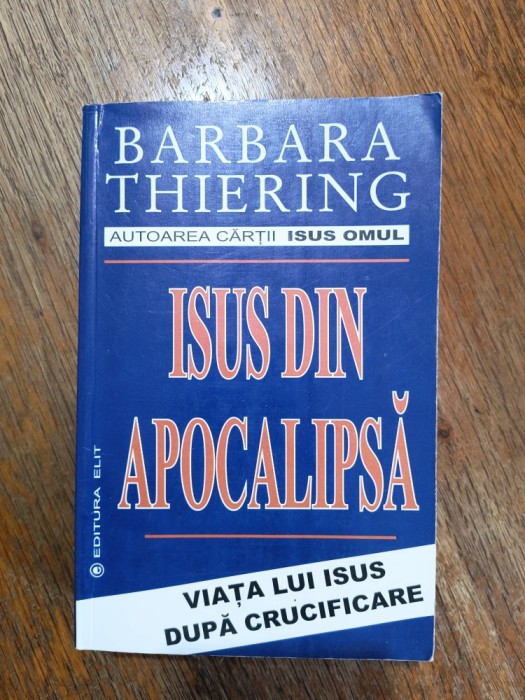 BARBARA
THIERING
AUTOAREA CĂRȚII ISUS OMUL
ISUS DIN
APOCALIPSĂ
EDITURA ELIT
VIAȚA LUI ISUS
DUPĂ CRUCIFICARE